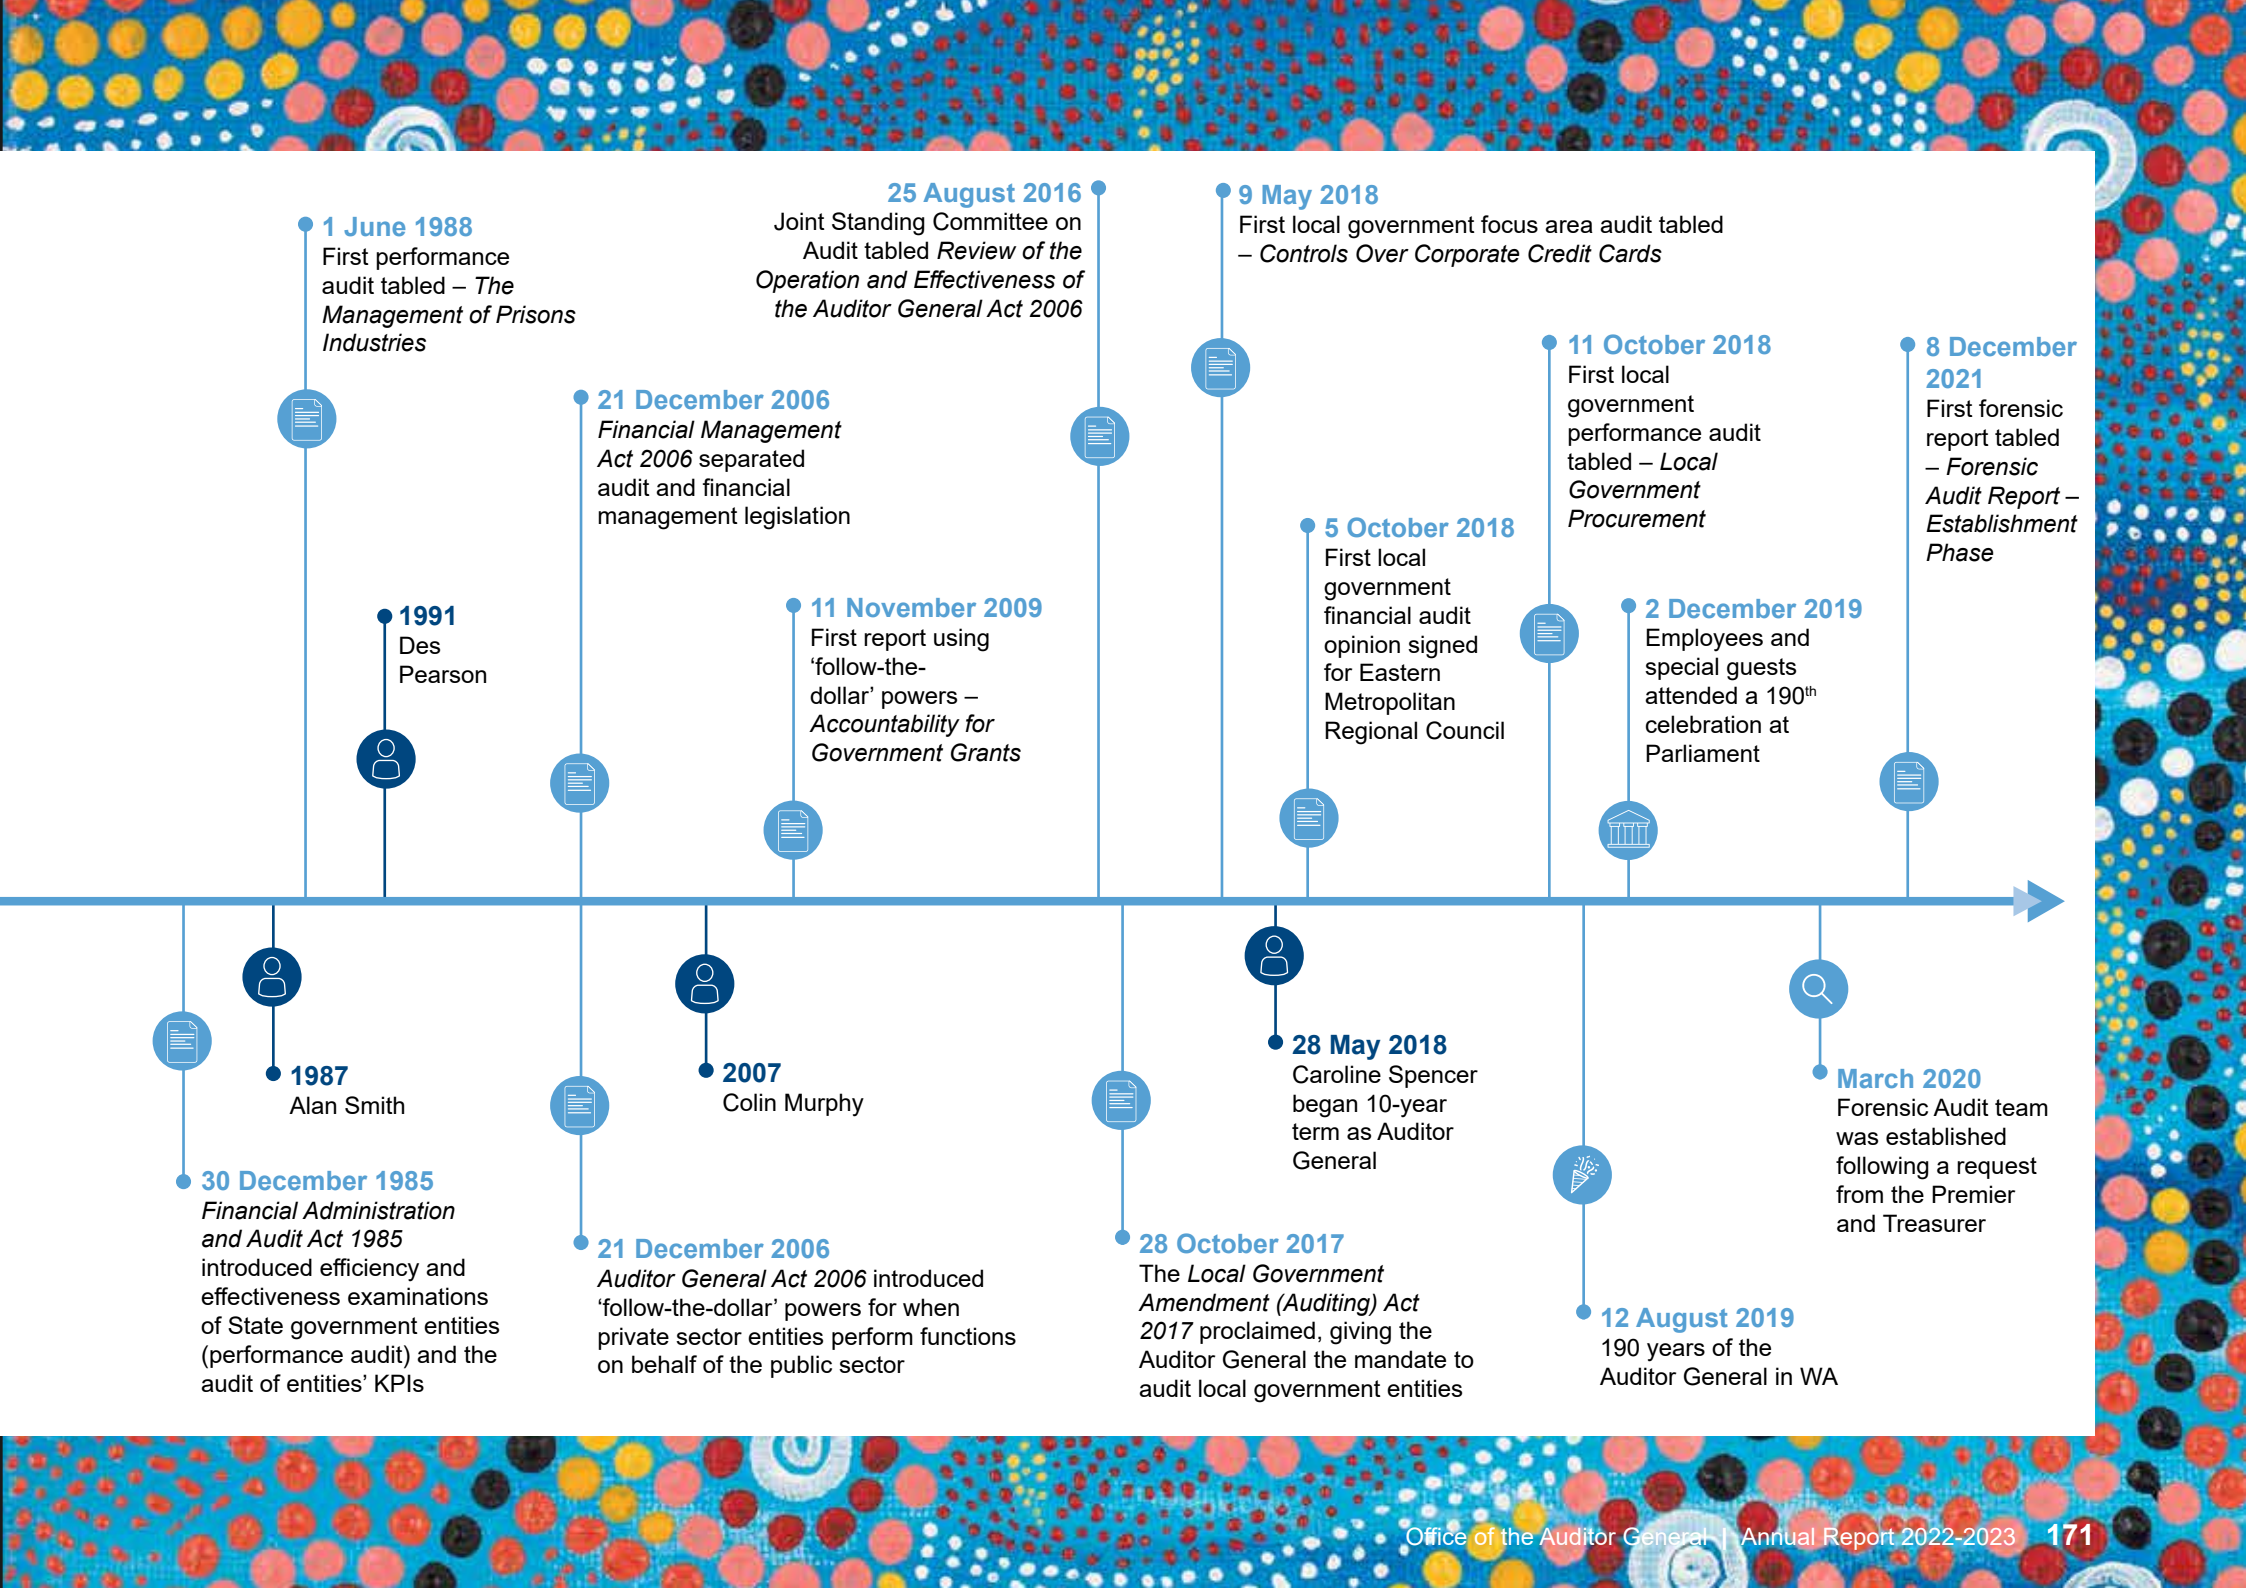 1 June 1988
First performance
audit tabled – The
Management of Prisons
Industries
1991
Des
Pearson
21 December 2006
Financial Management
Act 2006 separated
audit and financial
management legislation
11 November 2009
First report using
‘follow-the-
dollar’ powers –
Accountability for
Government Grants
25 August 2016
Joint Standing Committee on
Audit tabled Review of the
Operation and Effectiveness of
the Auditor General Act 2006
9 May 2018
First local government focus area audit tabled
– Controls Over Corporate Credit Cards
5 October 2018
First local
government
financial audit
opinion signed
for Eastern
Metropolitan
Regional Council
11 October 2018
First local
government
performance audit
tabled – Local
Government
Procurement
2 December 2019
Employees and
special guests
attended a 190th
celebration at
Parliament
8 December
2021
First forensic
report tabled
– Forensic
Audit Report –
Establishment
Phase
30 December 1985
Financial Administration
and Audit Act 1985
introduced efficiency and
effectiveness examinations
of State government entities
(performance audit) and the
audit of entities’ KPIs
1987
Alan Smith
21 December 2006
Auditor General Act 2006 introduced
‘follow-the-dollar’ powers for when
private sector entities perform functions
on behalf of the public sector
2007
Colin Murphy
28 October 2017
The Local Government
Amendment (Auditing) Act
2017 proclaimed, giving the
Auditor General the mandate to
audit local government entities
28 May 2018
Caroline Spencer
began 10-year
term as Auditor
General
12 August 2019
190 years of the
Auditor General in WA
March 2020
Forensic Audit team
was established
following a request
from the Premier
and Treasurer
Office of the Auditor General | Annual Report 2022-2023 171